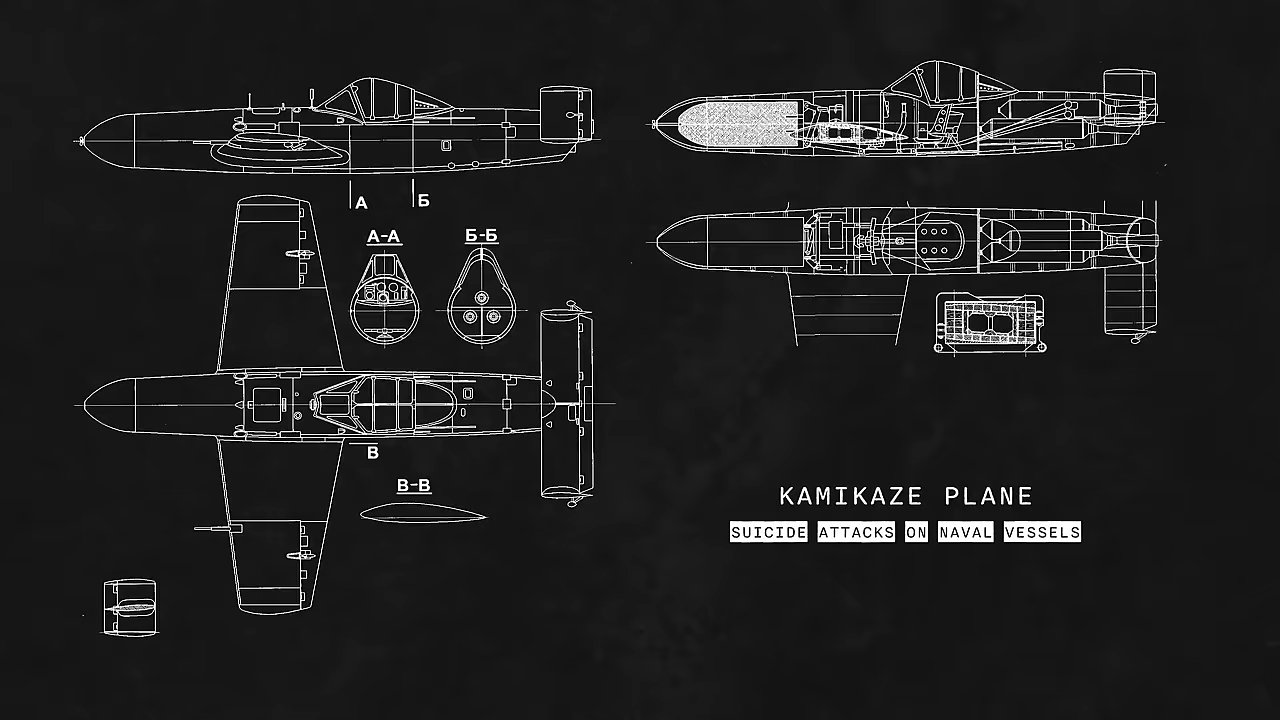 А
Б
А-А
Б-Б
В
В-В
KAMIKAZE PLANE
SUICIDE ATTACKS ON NAVAL VESSELS